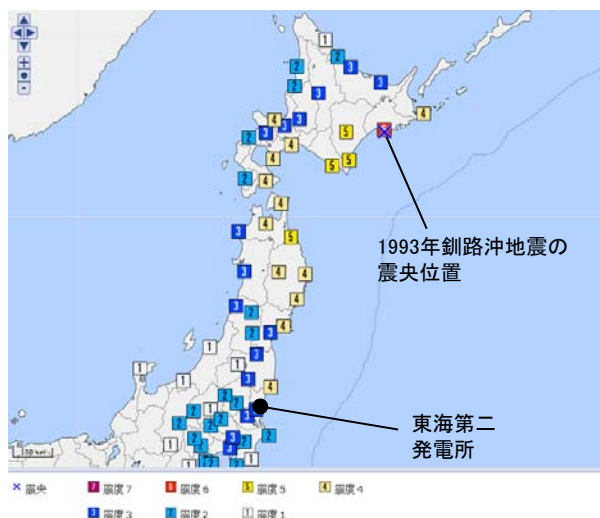 1993年釧路沖地震の
震央位置
東海第二
発電所
100 km
× 震央
7 震度7
6 震度6
5 震度5
4 震度4
3 震度3
2 震度2
1 震度1